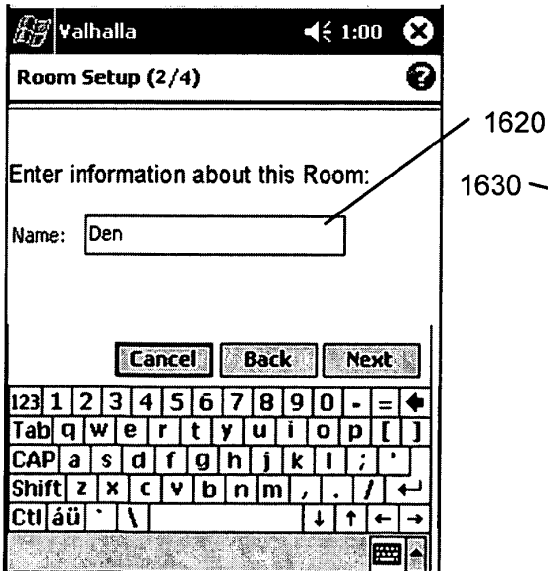 Valhalla 1:00
Room Setup (2/4) ?
1620
Enter information about this Room:
1630
Name: Den
Cancel Back Next
123 1 2 3 4 5 6 7 8 9 0 - =
Tab q w e r t y u i o p [ ]
CAP a s d f g h j k l ; '
Shift z x c v b n m , . /
Ctl áü ` \